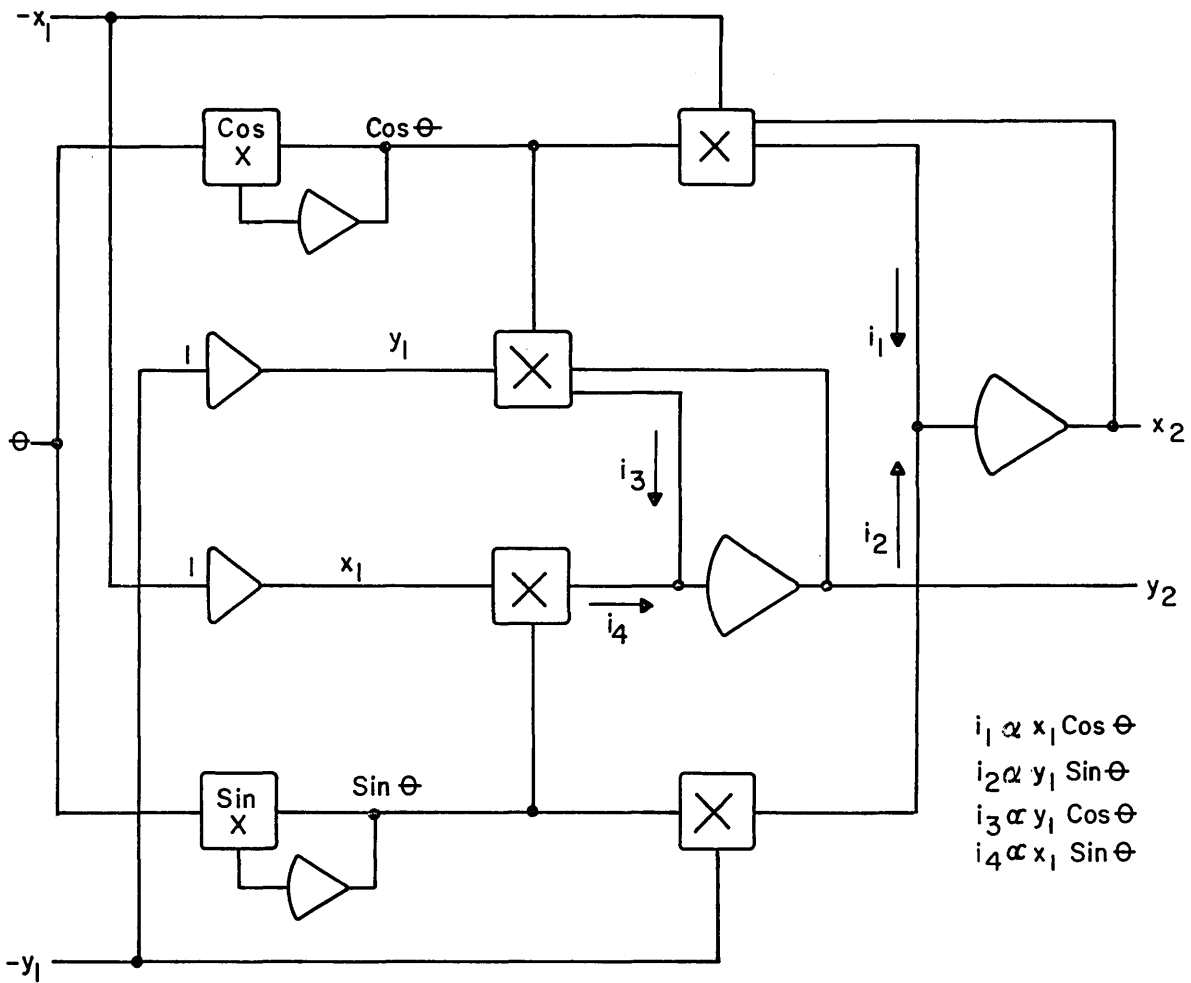 -x₁
Cos X
Cos θ
X
1
y₁
X
i₁
θ
x₂
i₃
i₂
1
x₁
X
y₂
i₄
i₁ ∝ x₁ Cos θ
i₂ ∝ y₁ Sin θ
i₃ ∝ y₁ Cos θ
i₄ ∝ x₁ Sin θ
Sin X
Sin θ
X
-y₁